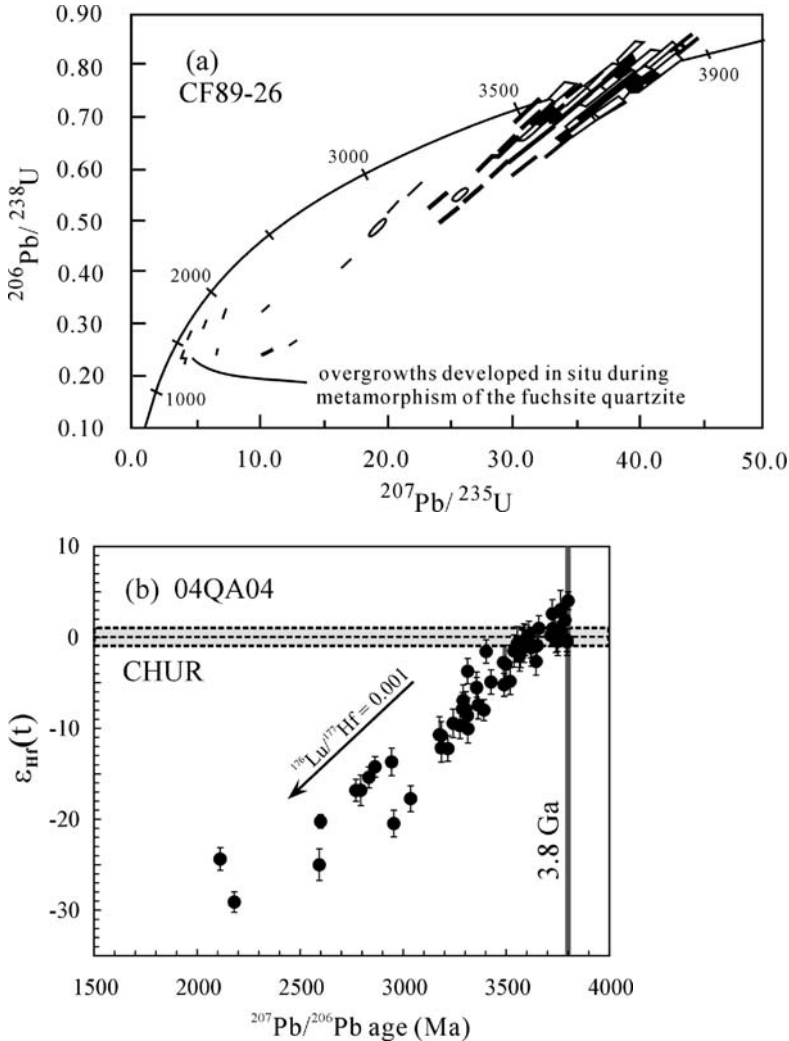 (a)
CF89-26
0.90
0.80
0.70
0.60
0.50
0.40
0.30
0.20
0.10
206Pb/ 238U
3900
3500
3000
2000
1000
overgrowths developed in situ during
metamorphism of the fuchsite quartzite
0.0 10.0 20.0 30.0 40.0 50.0
207Pb/ 235U
(b) 04QA04
10
0
-10
-20
-30
εHf(t)
CHUR
176Lu/177Hf = 0.001
3.8 Ga
1500 2000 2500 3000 3500 4000
207Pb/206Pb age (Ma)